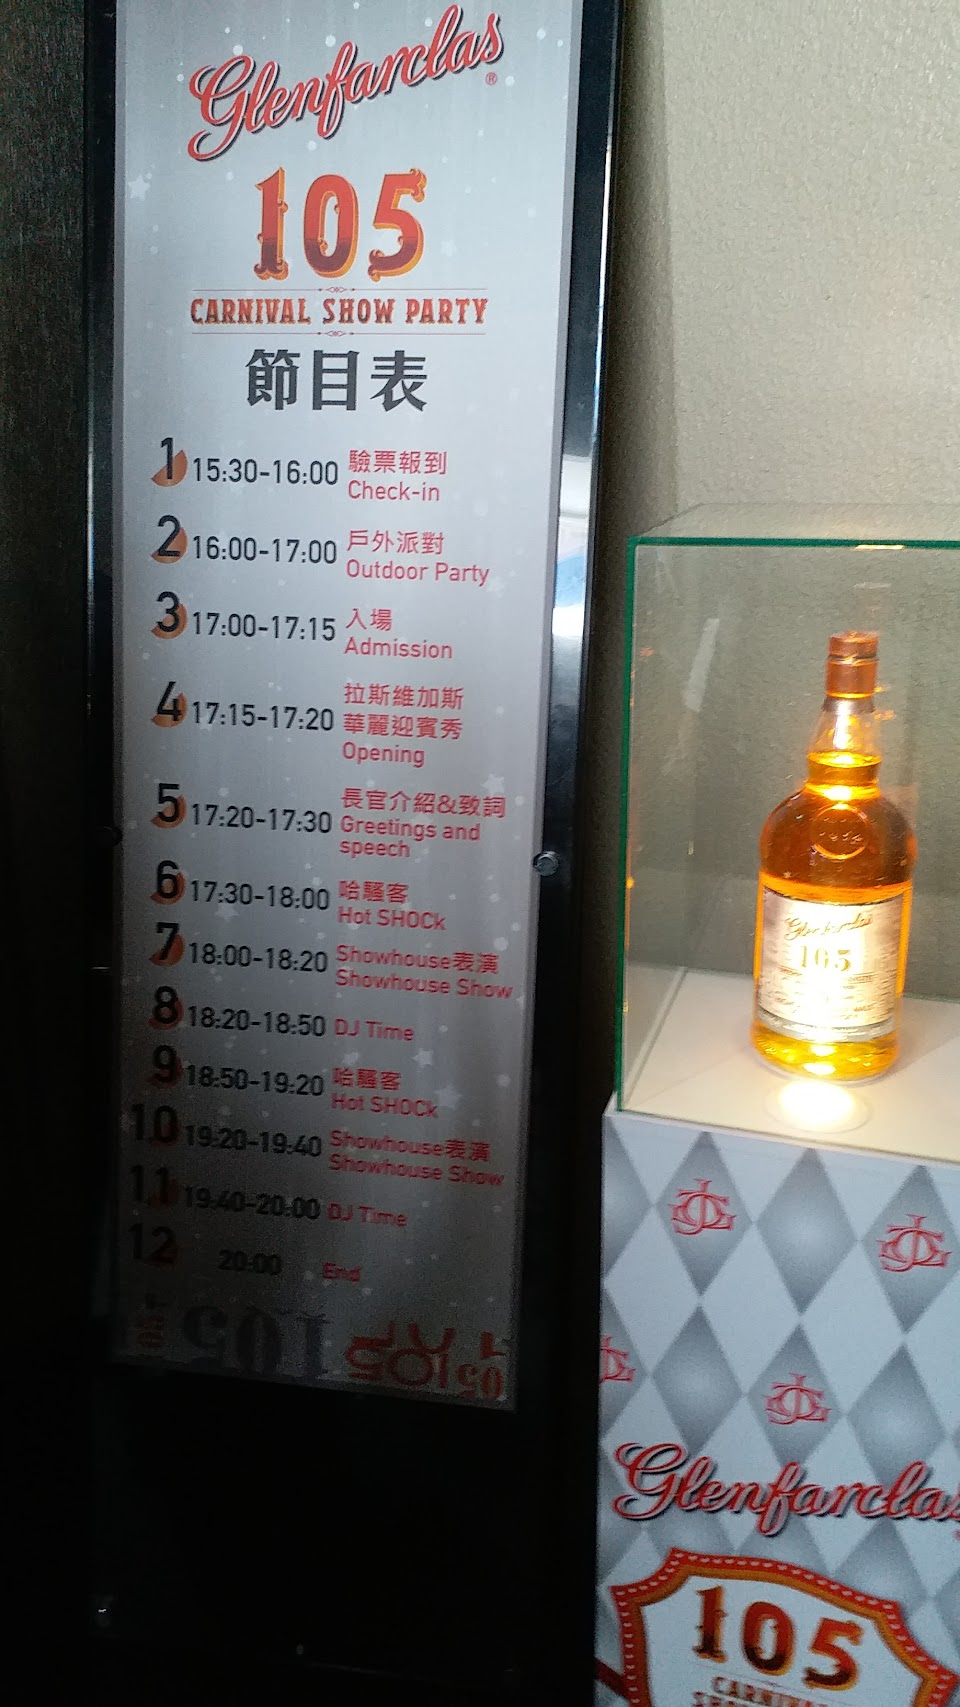 Glenfarclas®
105
CARNIVAL SHOW PARTY
節目表
1 15:30-16:00 驗票報到
Check-in
2 16:00-17:00 戶外派對
Outdoor Party
3 17:00-17:15 入場
Admission
4 17:15-17:20 拉斯維加斯
華麗迎賓秀
Opening
5 17:20-17:30 長官介紹&致詞
Greetings and
speech
6 17:30-18:00 哈騷客
Hot SHOCk
7 18:00-18:20 Showhouse表演
Showhouse Show
8 18:20-18:50 DJ Time
9 18:50-19:20 哈騷客
Hot SHOCk
10 19:20-19:40 Showhouse表演
Showhouse Show
11 19:40-20:00 DJ Time
12 20:00 End
105
105
Glenfarclas
105
Glenfarclas
105